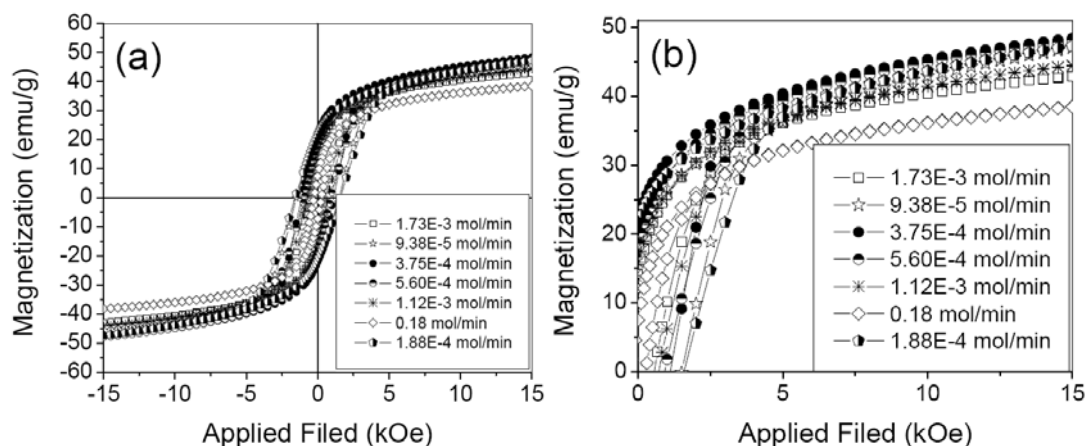 (a)
Magnetization (emu/g)
60
50
40
30
20
10
0
-10
-20
-30
-40
-50
-60
1.73E-3 mol/min
9.38E-5 mol/min
3.75E-4 mol/min
5.60E-4 mol/min
1.12E-3 mol/min
0.18 mol/min
1.88E-4 mol/min
-15 -10 -5 0 5 10 15
Applied Filed (kOe)
(b)
Magnetization (emu/g)
50
40
30
20
10
0
1.73E-3 mol/min
9.38E-5 mol/min
3.75E-4 mol/min
5.60E-4 mol/min
1.12E-3 mol/min
0.18 mol/min
1.88E-4 mol/min
0 5 10 15
Applied Filed (kOe)